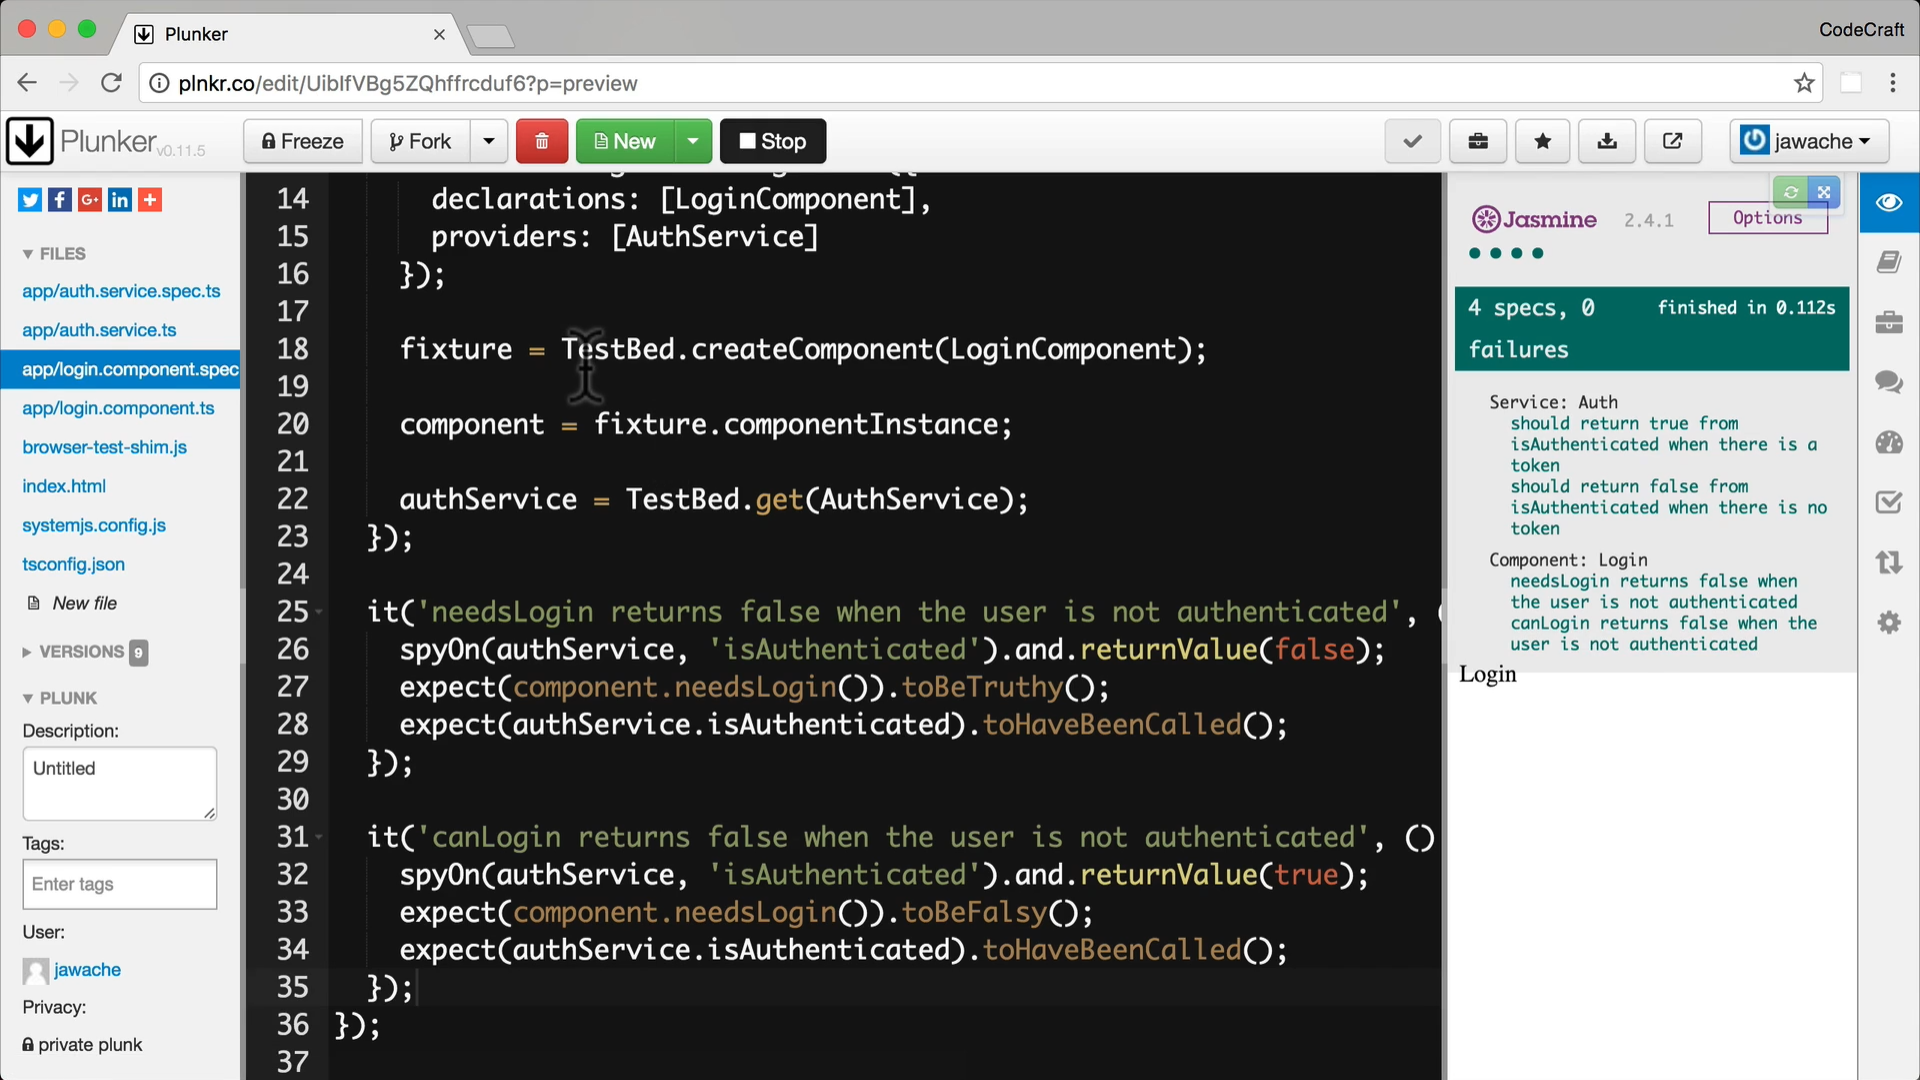 Plunker
CodeCraft
plnkr.co/edit/UiblfVBg5ZQhffrcduf6?p=preview
Plunker v0.11.5
Freeze
Fork
New
Stop
jawache
FILES
app/auth.service.spec.ts
app/auth.service.ts
app/login.component.spec
app/login.component.ts
browser-test-shim.js
index.html
systemjs.config.js
tsconfig.json
New file
VERSIONS 9
PLUNK
Description:
Untitled
Tags:
Enter tags
User:
jawache
Privacy:
private plunk
14 declarations: [LoginComponent],
15 providers: [AuthService]
16 });
17
18 fixture = TestBed.createComponent(LoginComponent);
19
20 component = fixture.componentInstance;
21
22 authService = TestBed.get(AuthService);
23 });
24
25 it('needsLogin returns false when the user is not authenticated', (
26 spyOn(authService, 'isAuthenticated').and.returnValue(false);
27 expect(component.needsLogin()).toBeTruthy();
28 expect(authService.isAuthenticated).toHaveBeenCalled();
29 });
30
31 it('canLogin returns false when the user is not authenticated', ()
32 spyOn(authService, 'isAuthenticated').and.returnValue(true);
33 expect(component.needsLogin()).toBeFalsy();
34 expect(authService.isAuthenticated).toHaveBeenCalled();
35 });
36 });
37
Jasmine 2.4.1
Options
4 specs, 0 finished in 0.112s
failures
Service: Auth
should return true from
isAuthenticated when there is a
token
should return false from
isAuthenticated when there is no
token
Component: Login
needsLogin returns false when
the user is not authenticated
canLogin returns false when the
user is not authenticated
Login